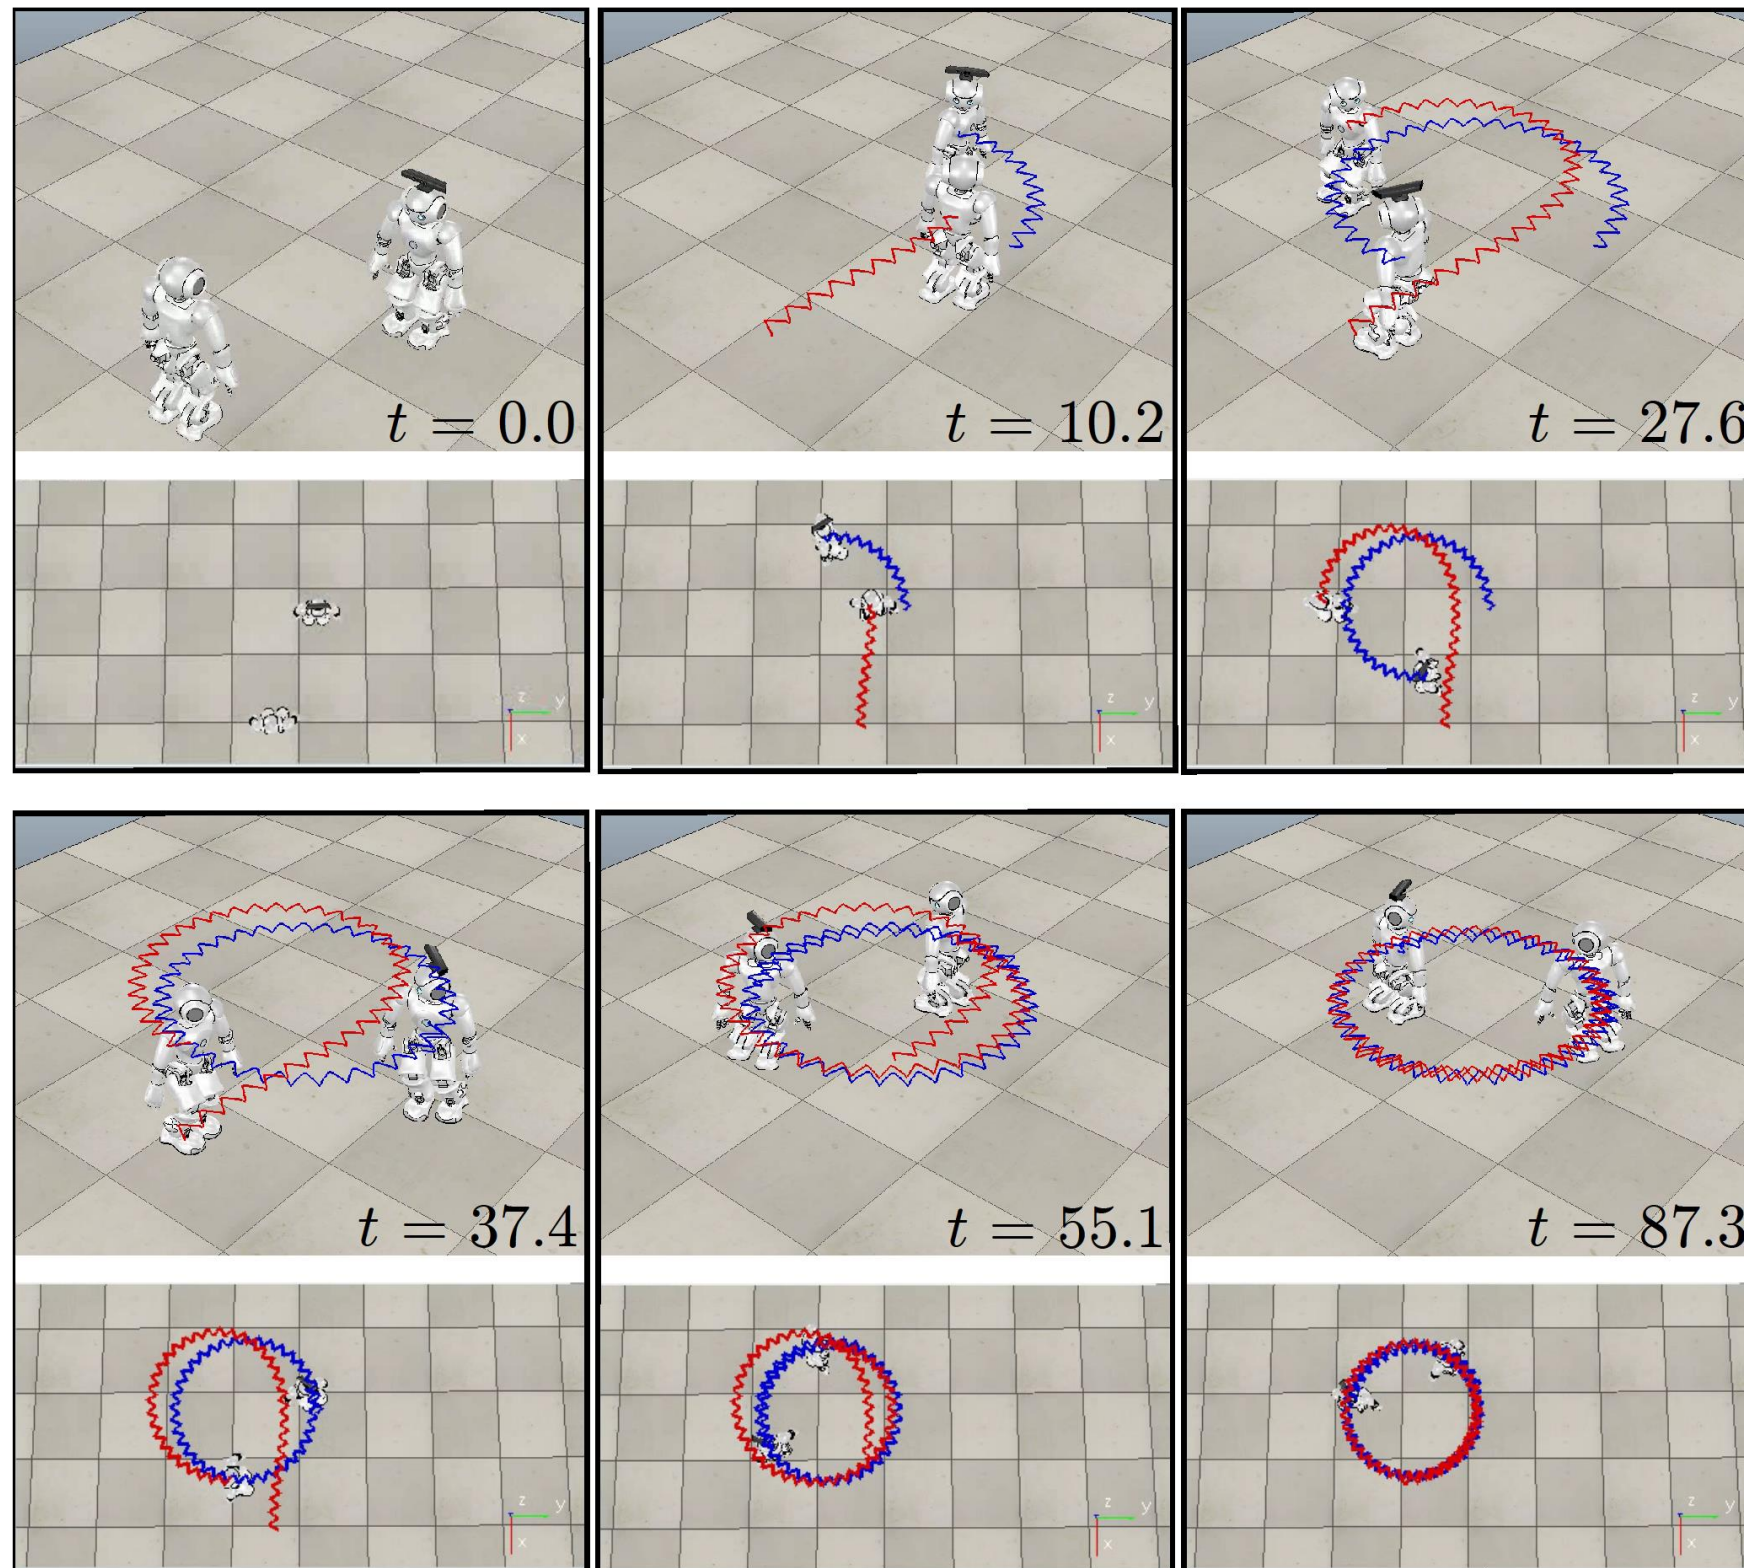 t = 0.0
t = 10.2
t = 27.6
z
y
x
z
y
x
z
y
x
t = 37.4
t = 55.1
t = 87.3
z
y
x
z
y
x
z
y
x